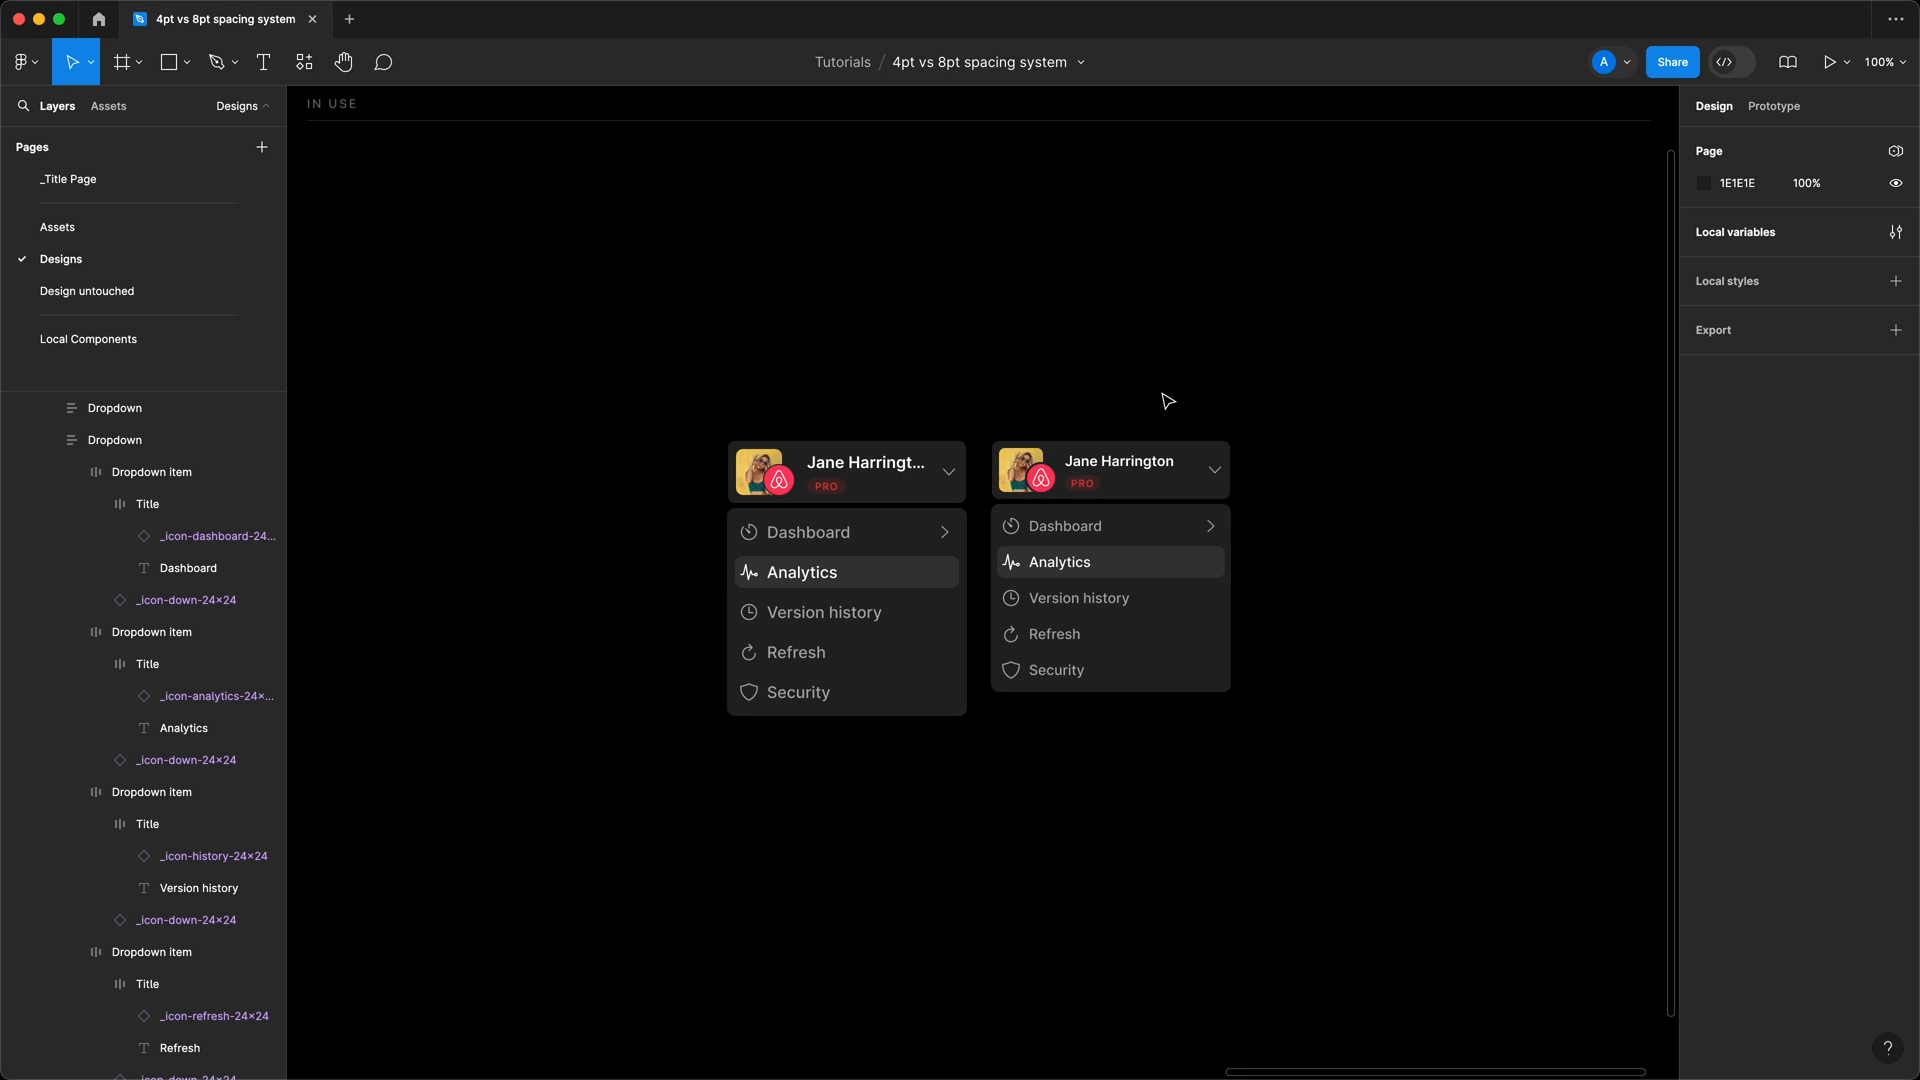 4pt vs 8pt spacing system
Tutorials / 4pt vs 8pt spacing system
A
Share
100%
Layers
Assets
Designs
Pages
_Title Page
Assets
Designs
Design untouched
Local Components
Dropdown
Dropdown
Dropdown item
Title
_icon-dashboard-24...
Dashboard
_icon-down-24×24
Dropdown item
Title
_icon-analytics-24×...
Analytics
_icon-down-24×24
Dropdown item
Title
_icon-history-24×24
Version history
_icon-down-24×24
Dropdown item
Title
_icon-refresh-24×24
Refresh
_icon-down-24×24
IN USE
Jane Harringt...
PRO
Dashboard
Analytics
Version history
Refresh
Security
Jane Harrington
PRO
Dashboard
Analytics
Version history
Refresh
Security
Design
Prototype
Page
1E1E1E 100%
Local variables
Local styles
Export
?